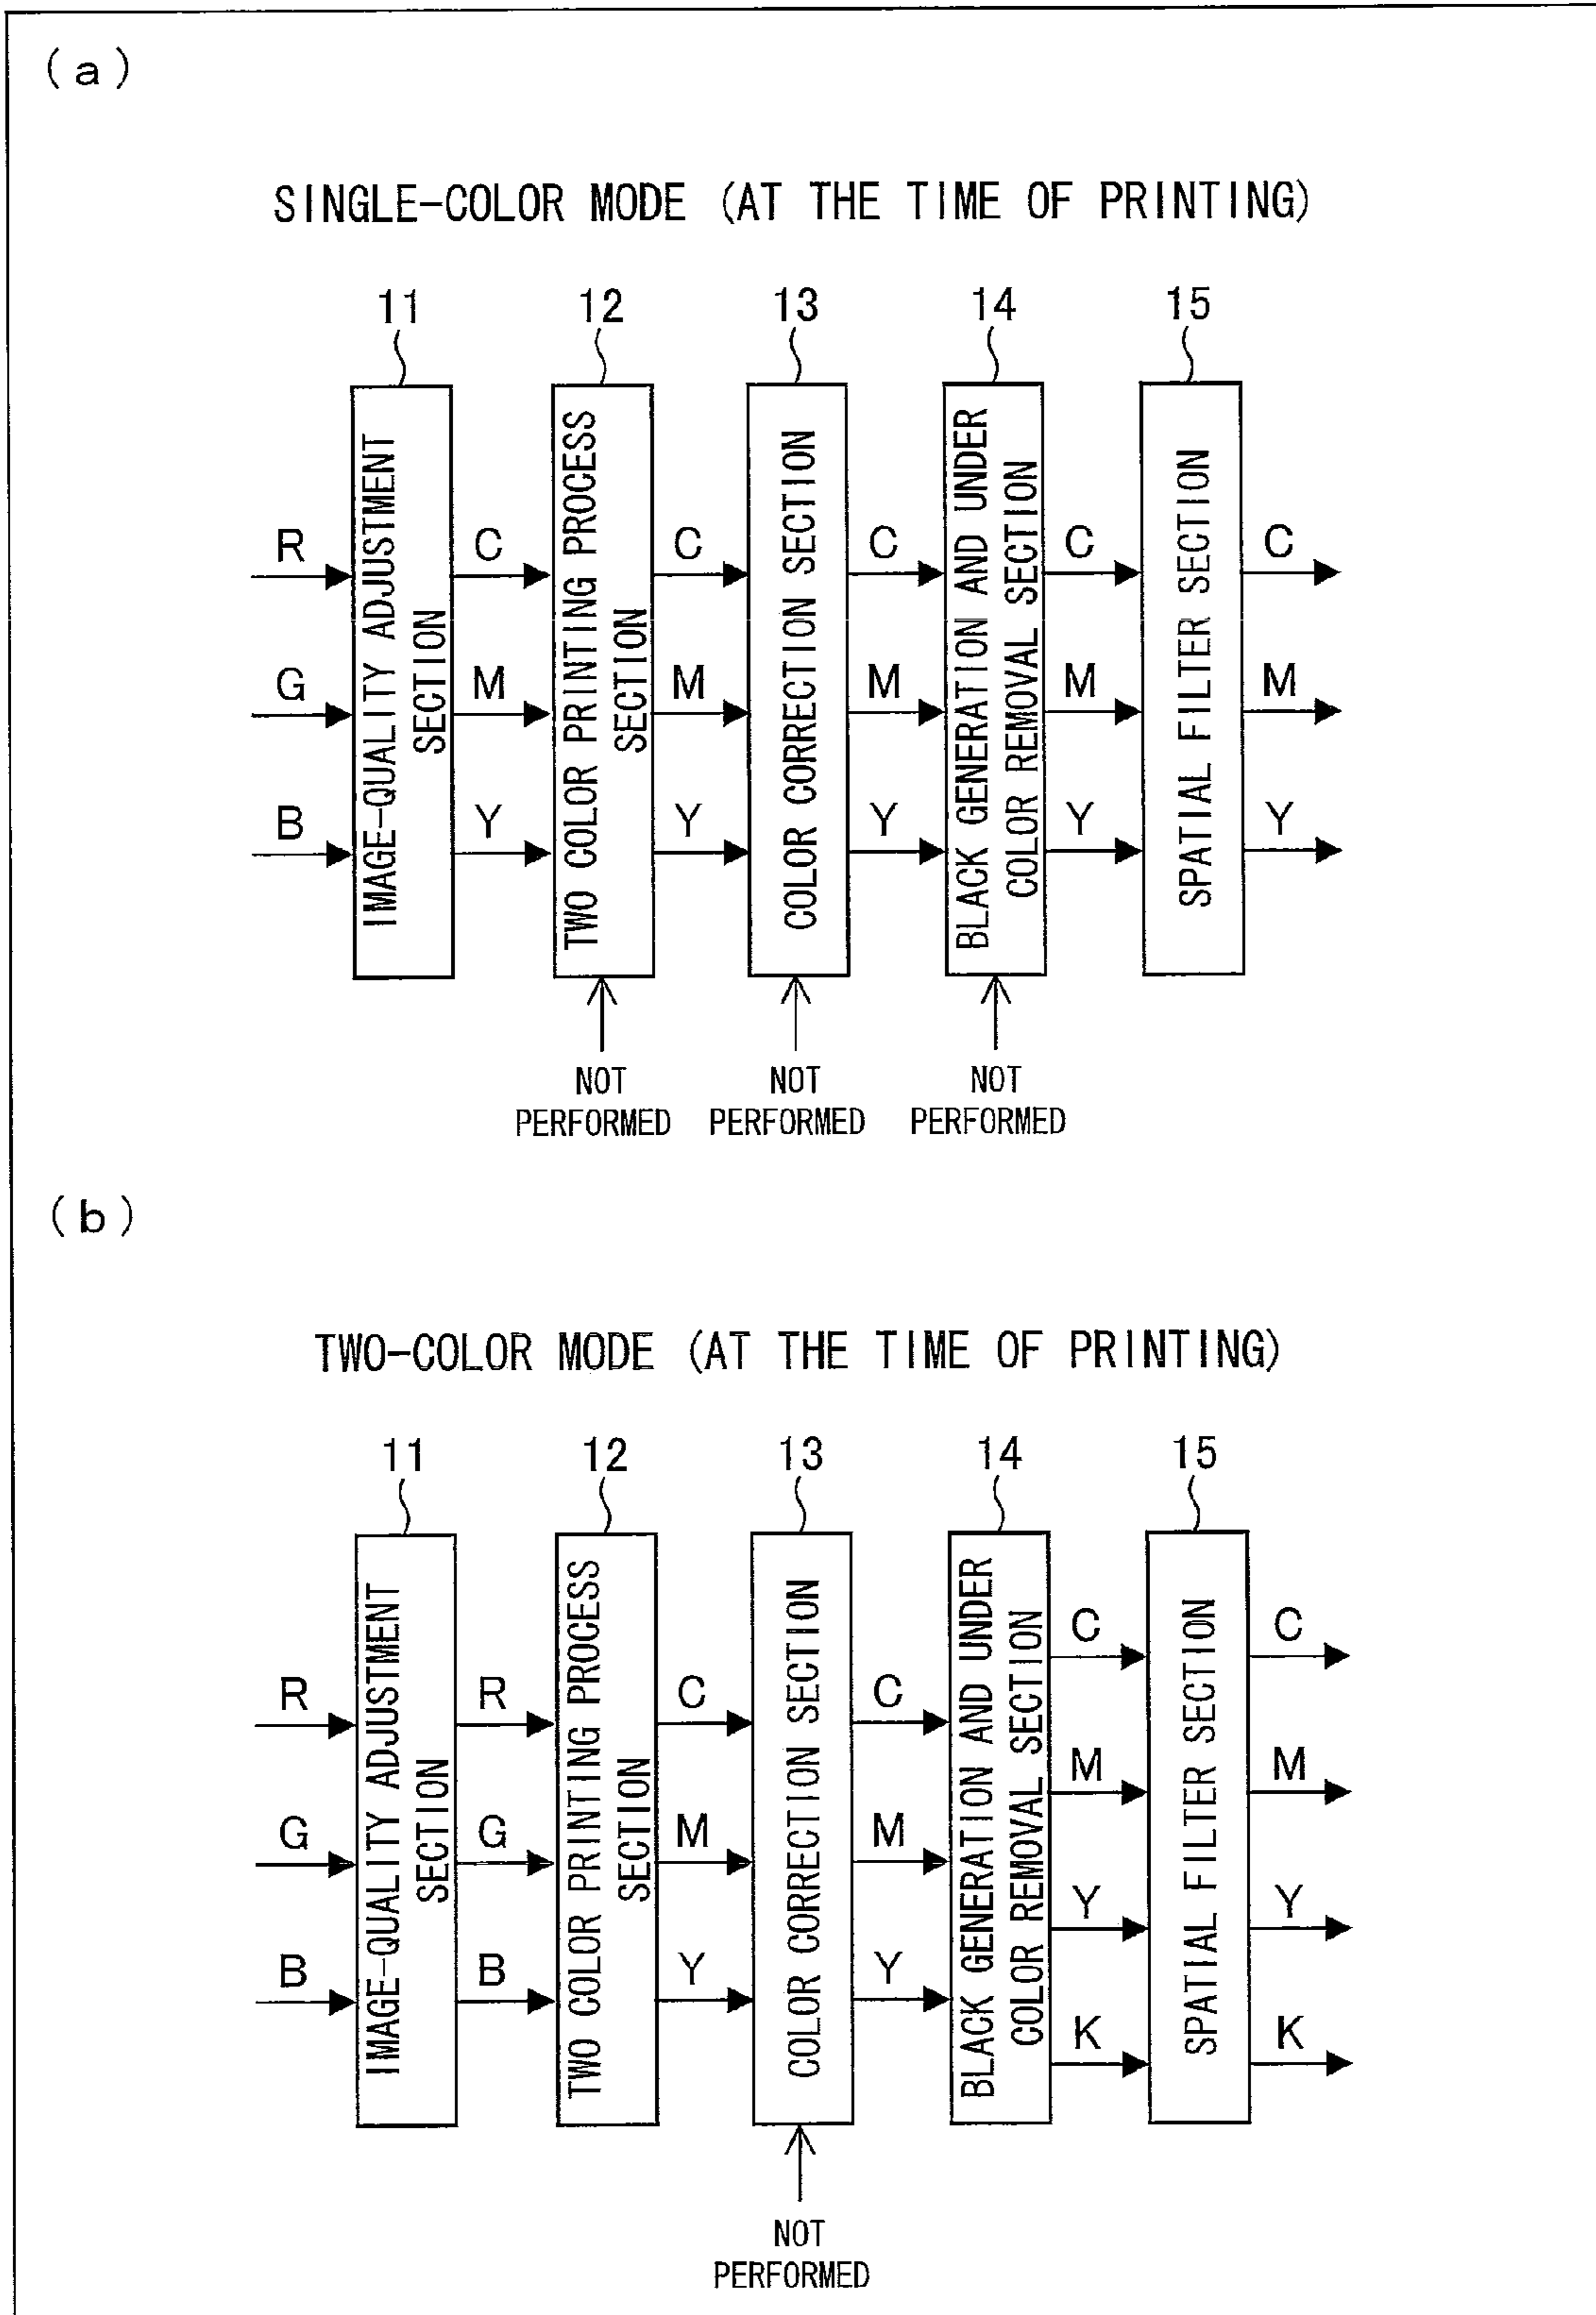 (a)
SINGLE-COLOR MODE (AT THE TIME OF PRINTING)
11 12 13 14 15
IMAGE-QUALITY ADJUSTMENT
SECTION
TWO COLOR PRINTING PROCESS
SECTION
COLOR CORRECTION SECTION
BLACK GENERATION AND UNDER
COLOR REMOVAL SECTION
SPATIAL FILTER SECTION
R C C C C C
G M M M M M
B Y Y Y Y Y
NOT
PERFORMED
NOT
PERFORMED
NOT
PERFORMED
(b)
TWO-COLOR MODE (AT THE TIME OF PRINTING)
11 12 13 14 15
IMAGE-QUALITY ADJUSTMENT
SECTION
TWO COLOR PRINTING PROCESS
SECTION
COLOR CORRECTION SECTION
BLACK GENERATION AND UNDER
COLOR REMOVAL SECTION
SPATIAL FILTER SECTION
R R C C C C
G G M M M M
B B Y Y Y Y
K K
NOT
PERFORMED